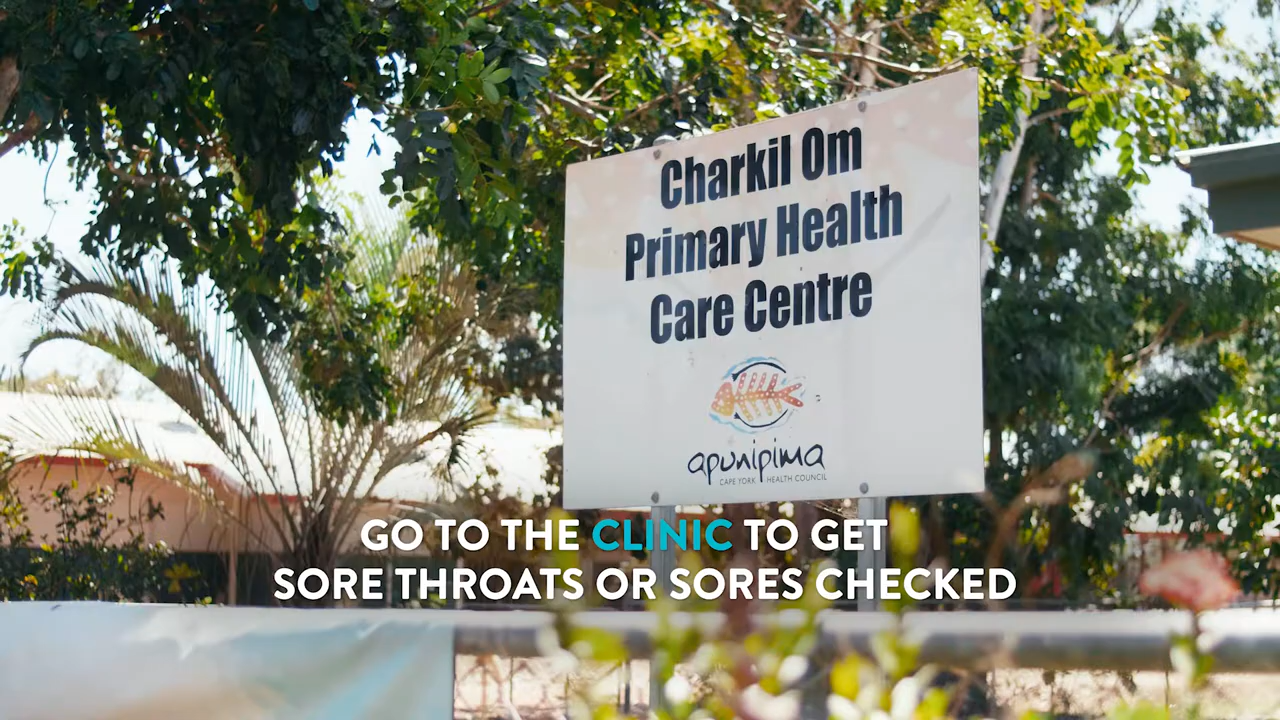 Charkil Om
Primary Health
Care Centre
apunipima
CAPE YORK HEALTH COUNCIL
GO TO THE CLINIC TO GET
SORE THROATS OR SORES CHECKED